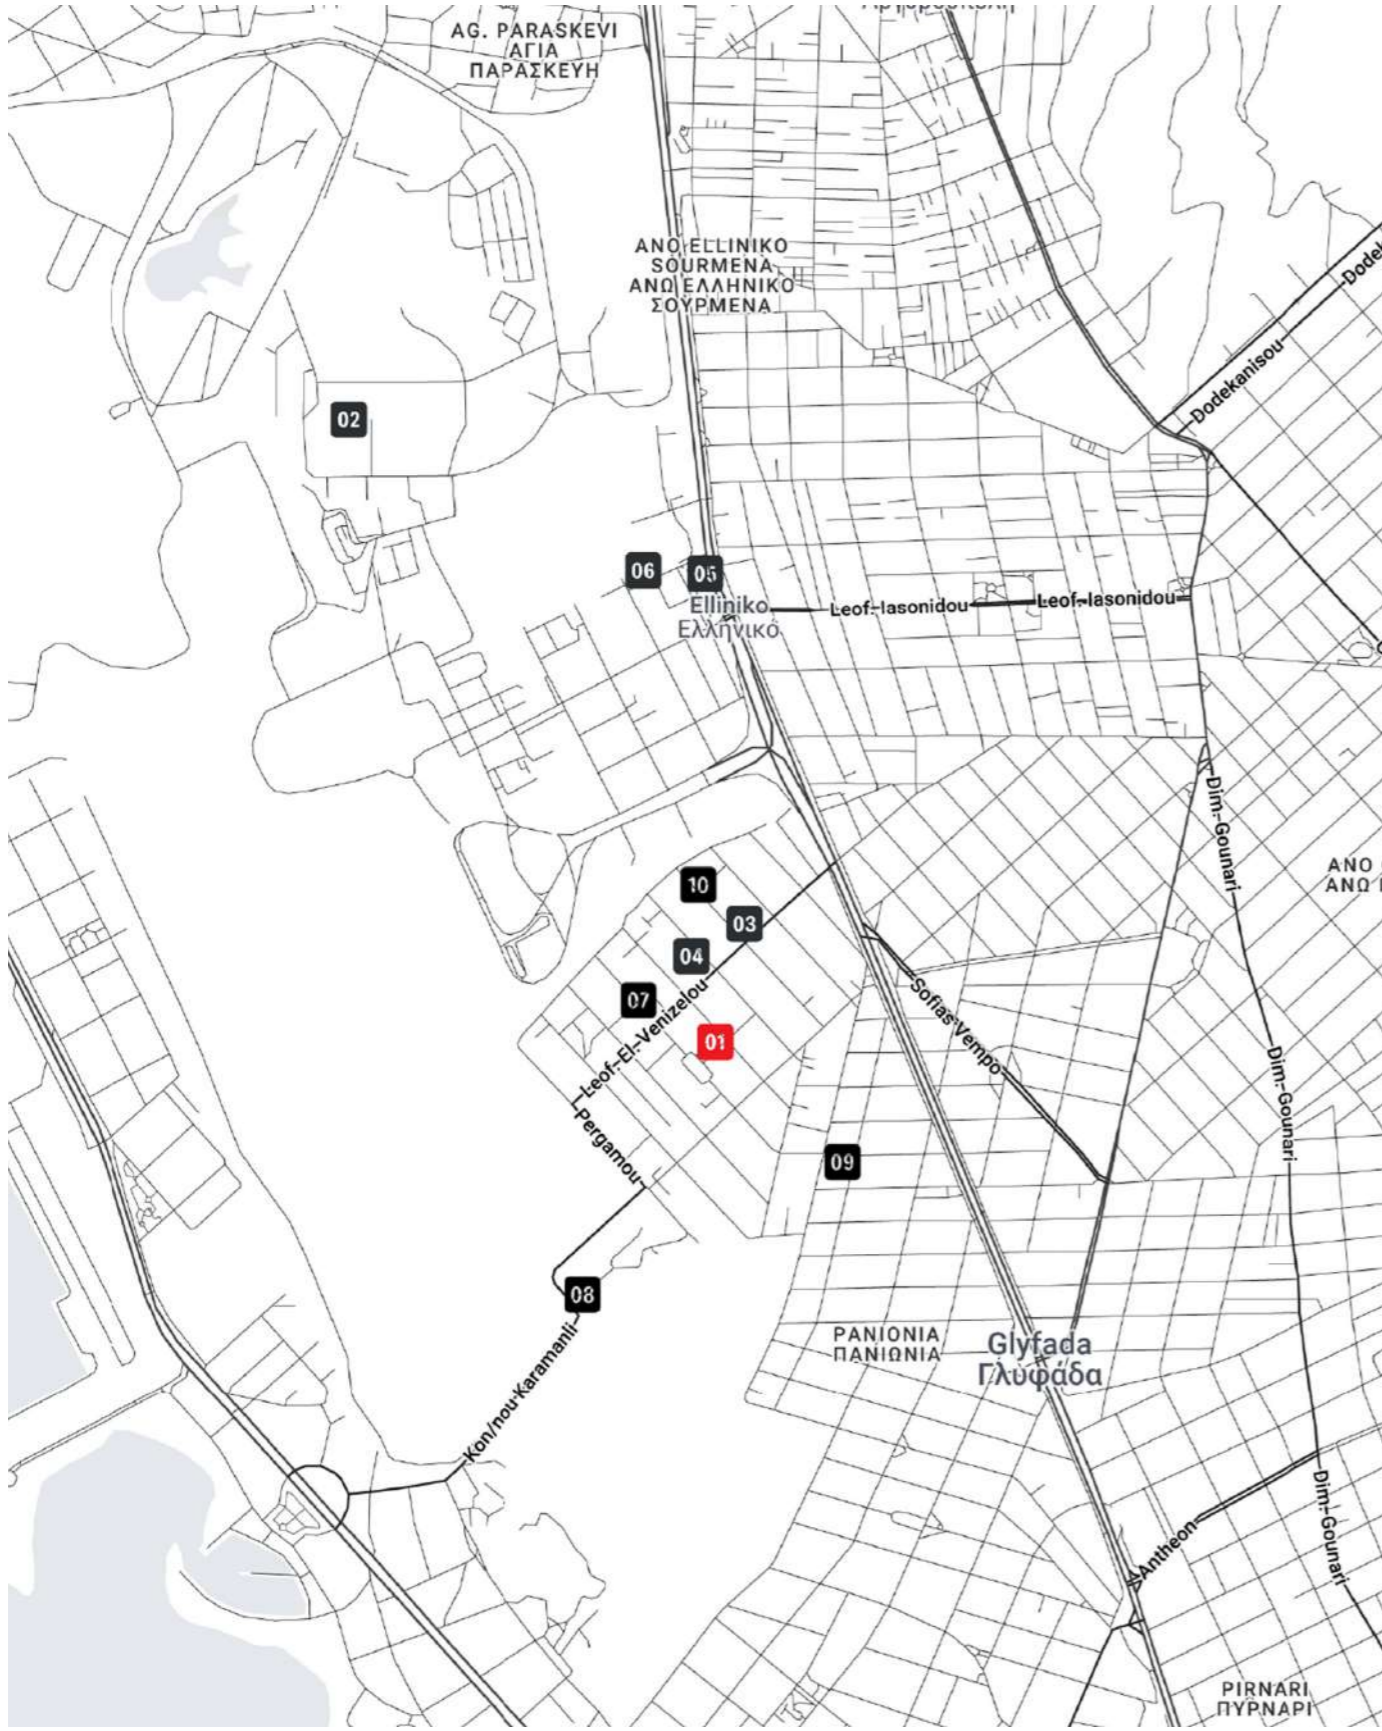 AG. PARASKEVI
ΑΓΙΑ
ΠΑΡΑΣΚΕΥΗ
ANO ELLINIKO
SOURMENA
ΑΝΩ ΕΛΛΗΝΙΚΟ
ΣΟΥΡΜΕΝΑ
Dodekanisou
02
06
05
Elliniko
Ελληνικό
Leof. Iasonidou
Leof. Iasonidou
Dim. Gounari
ANO
ΑΝΩ
10
03
04
07
Leof. El. Venizelou
01
Sofias Vempo
Dim. Gounari
Pergamou
09
08
Kon/nou Karamanli
PANIONIA
ΠΑΝΙΩΝΙΑ
Glyfada
Γλυφάδα
Antheon
Dim. Gounari
PIRNARI
ΠΥΡΝΑΡΙ